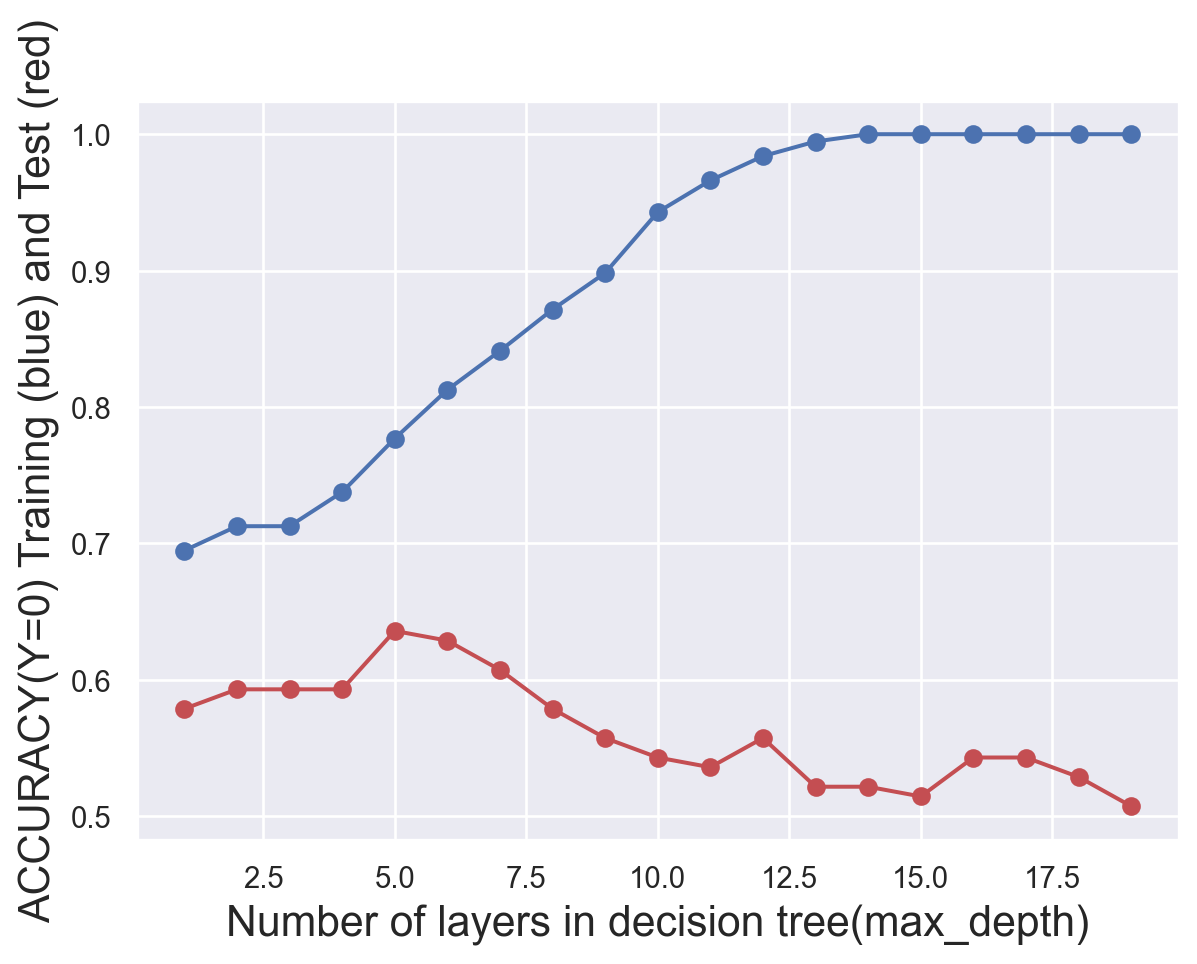 ACCURACY(Y=0) Training (blue) and Test (red)
1.0
0.9
0.8
0.7
0.6
0.5
2.5 5.0 7.5 10.0 12.5 15.0 17.5
Number of layers in decision tree(max_depth)